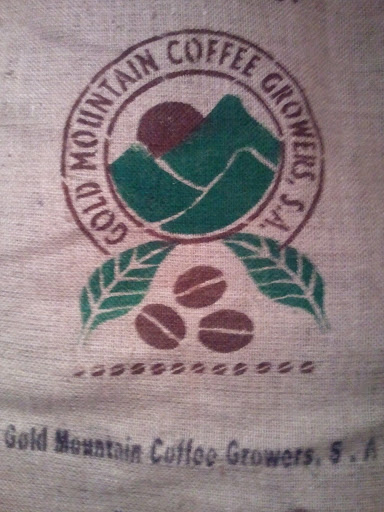 GOLD MOUNTAIN COFFEE GROWERS, S.A.
Gold Mountain Coffee Growers, S . A